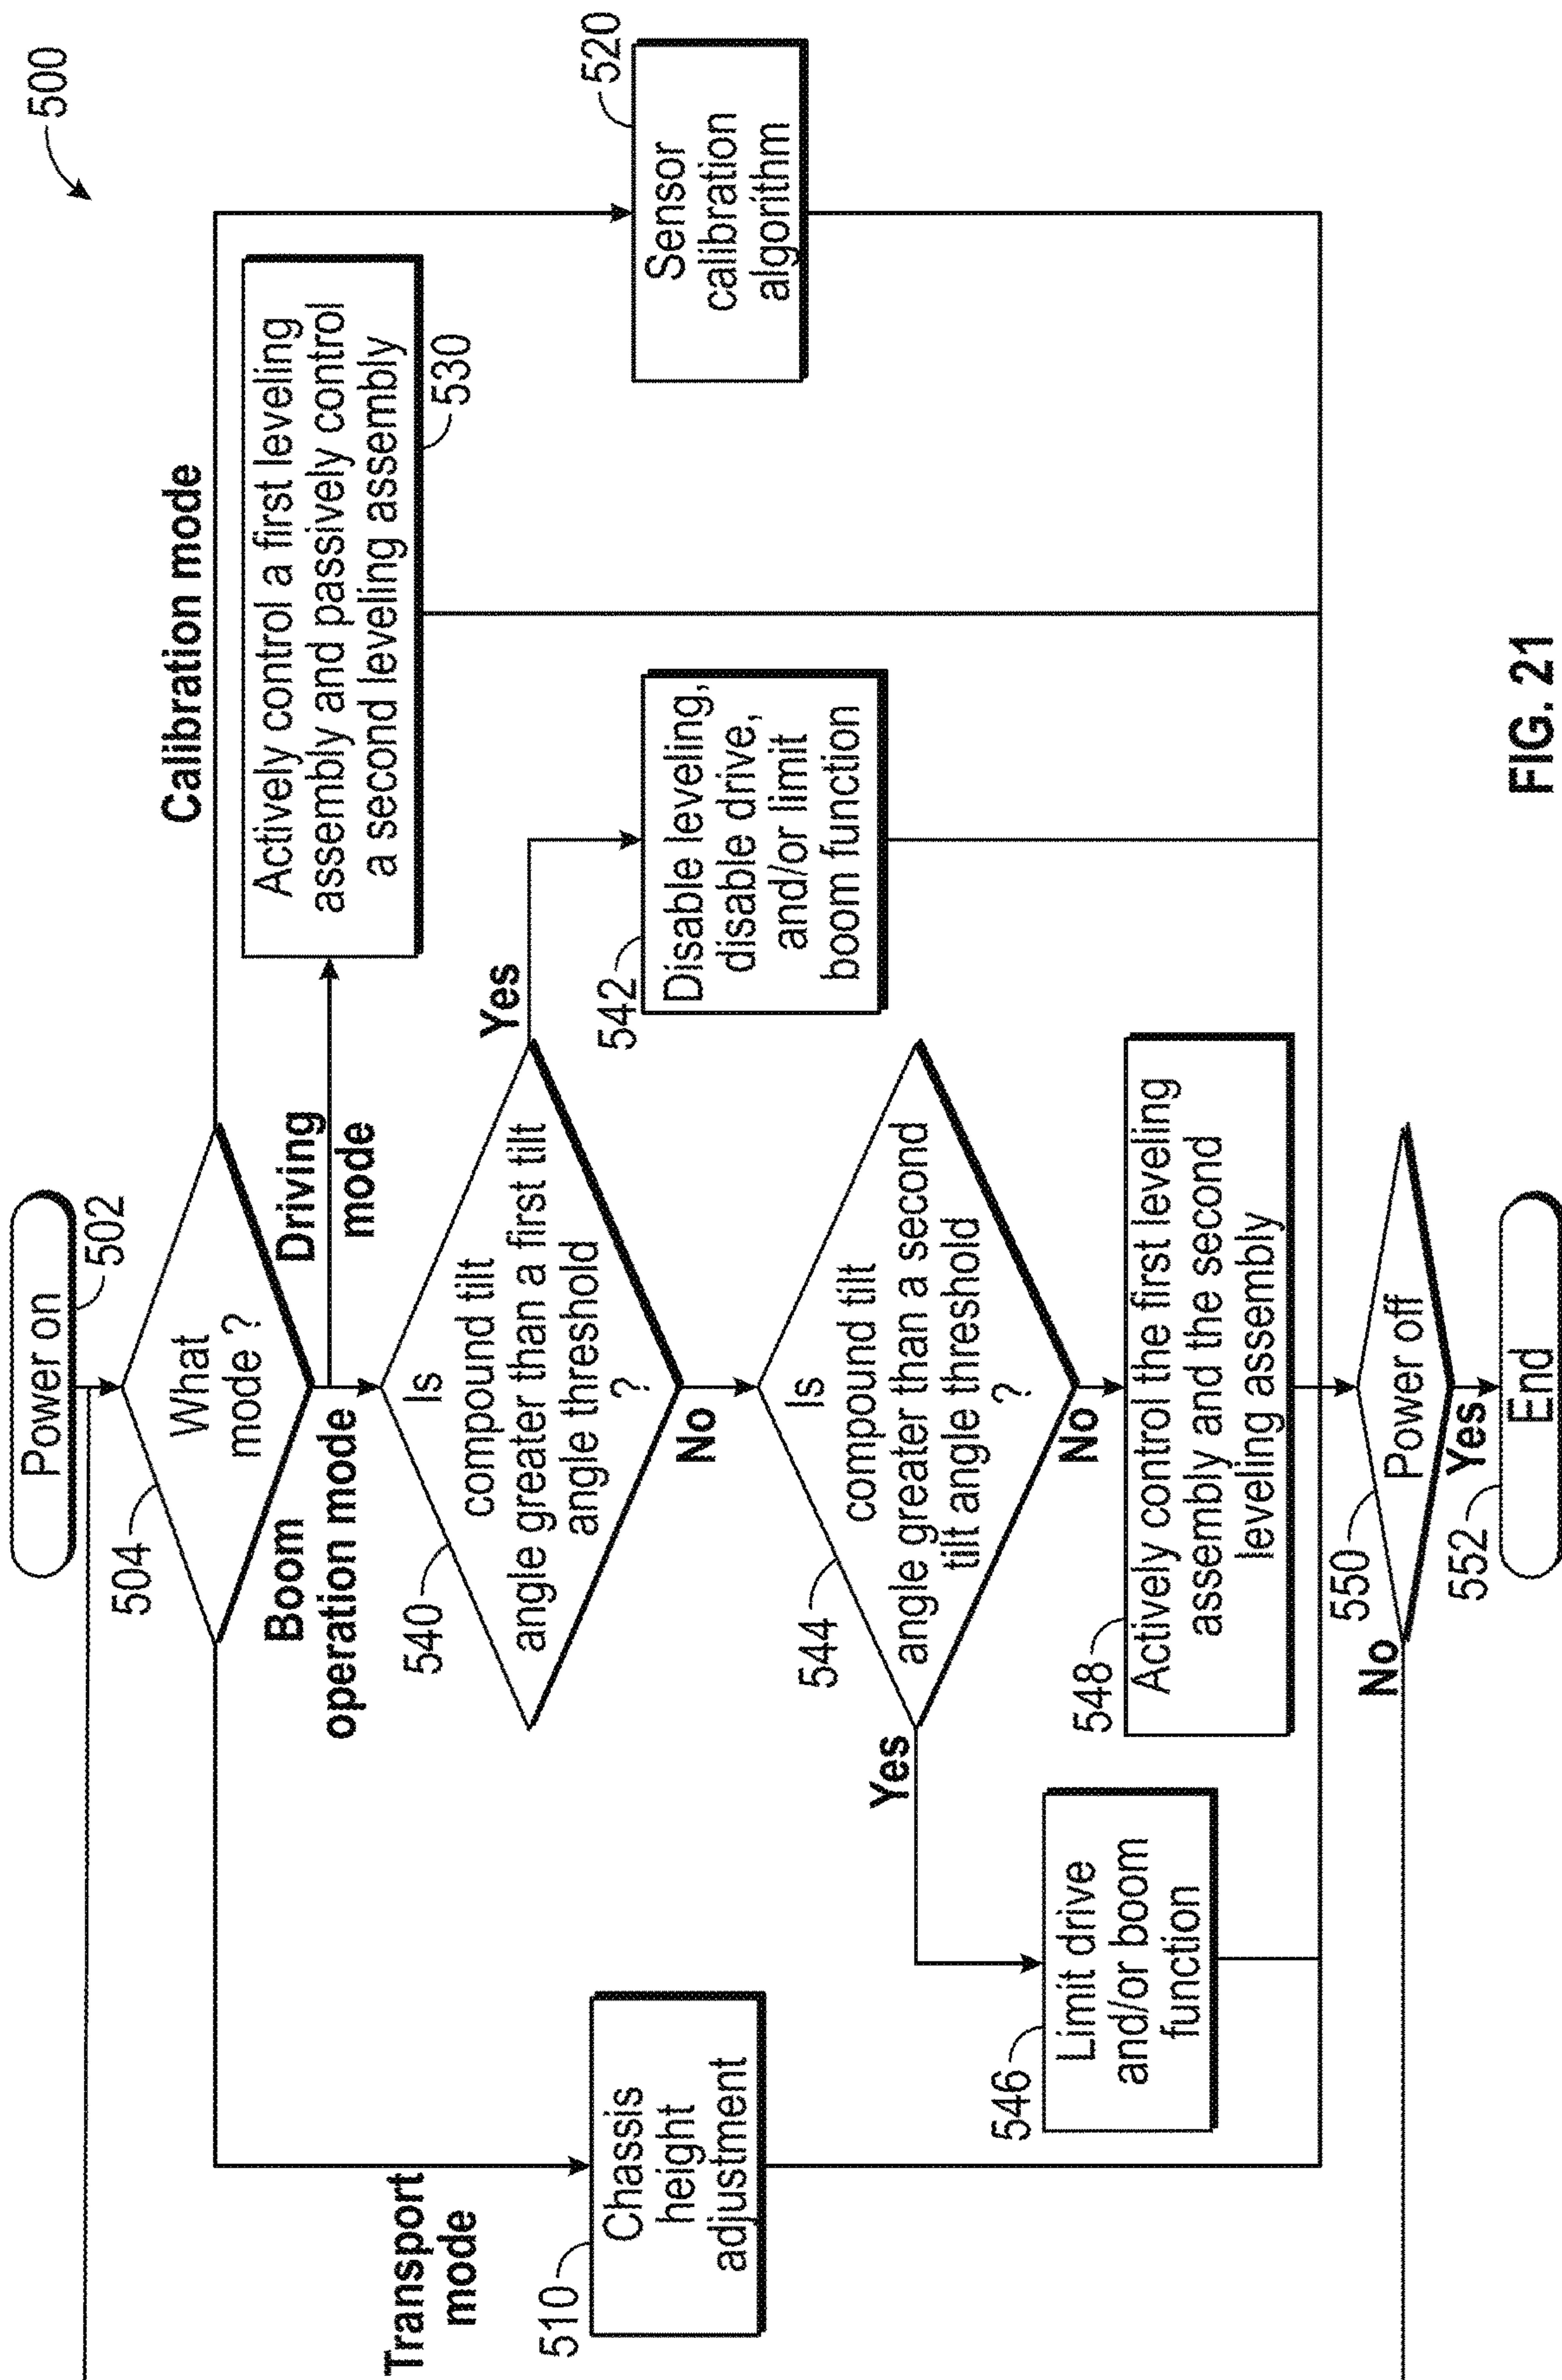 500
Power on
502
504
What
mode ?
Transport
mode
Boom
operation mode
Driving
mode
Calibration mode
510
Chassis
height
adjustment
Sensor
calibration
algorithm
520
Actively control a first leveling
assembly and passively control
a second leveling assembly
530
540
Is
compound tilt
angle greater than a first tilt
angle threshold
?
Yes
No
542
Disable leveling,
disable drive,
and/or limit
boom function
544
Is
compound tilt
angle greater than a second
tilt angle threshold
?
Yes
No
546
Limit drive
and/or boom
function
548
Actively control the first leveling
assembly and the second
leveling assembly
550
Power off
No
Yes
552
End
FIG. 21